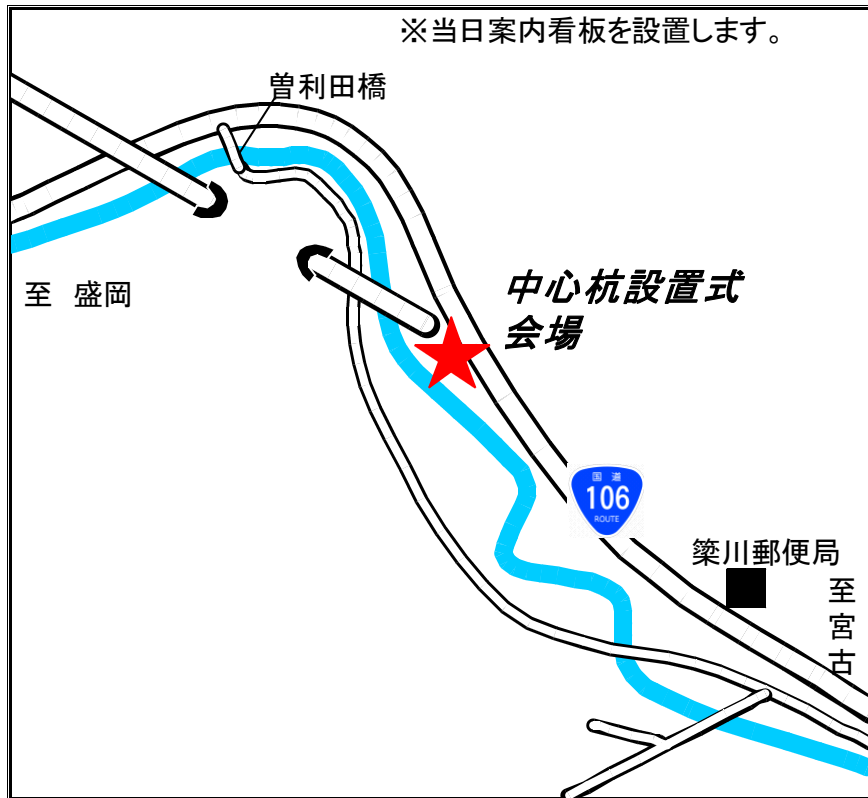 ※当日案内看板を設置します。
曽利田橋
至 盛岡
中心杭設置式
会場
国道
106
ROUTE
簗川郵便局
至宮古